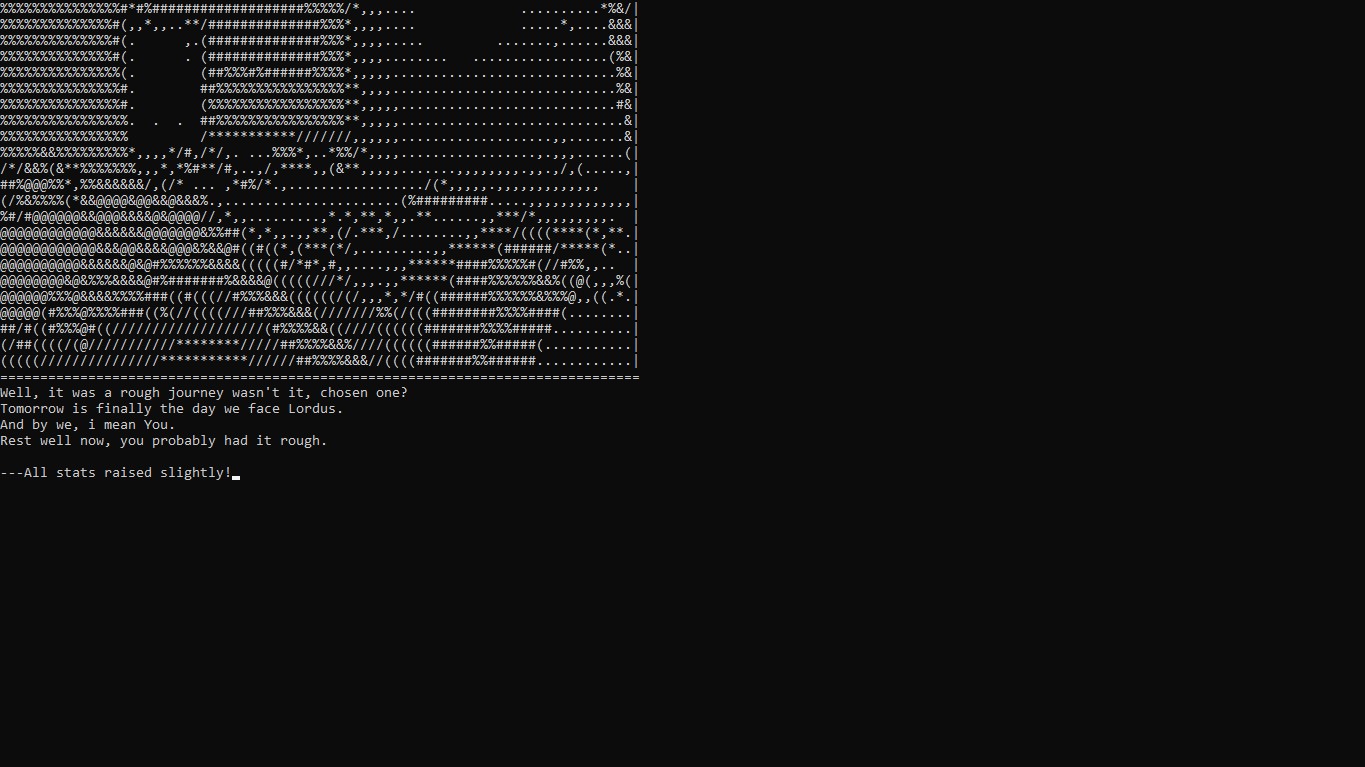 Well, it was a rough journey wasn't it, chosen one?
Tomorrow is finally the day we face Lordus.
And by we, i mean You.
Rest well now, you probably had it rough.
---All stats raised slightly!